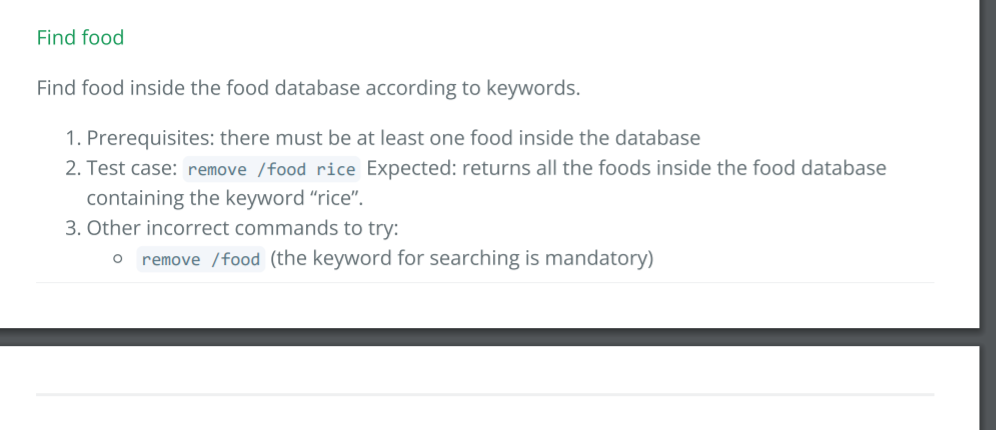 Find food
Find food inside the food database according to keywords.
1. Prerequisites: there must be at least one food inside the database
2. Test case: remove /food rice Expected: returns all the foods inside the food database
containing the keyword “rice”.
3. Other incorrect commands to try:
○ remove /food (the keyword for searching is mandatory)